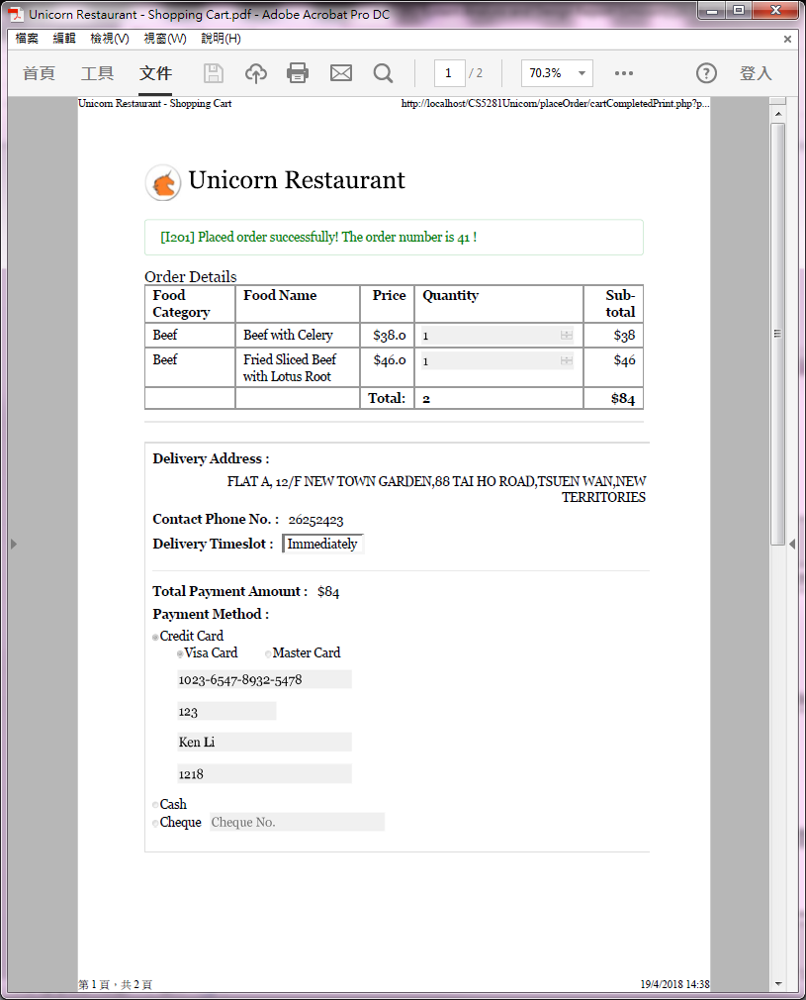 Unicorn Restaurant - Shopping Cart.pdf - Adobe Acrobat Pro DC
檔案 編輯 檢視(V) 視窗(W) 說明(H)
首頁 工具 文件 1 / 2 70.3% 登入
Unicorn Restaurant - Shopping Cart http://localhost/CS5281Unicorn/placeOrder/cartCompletedPrint.php?p...
Unicorn Restaurant
[I201] Placed order successfully! The order number is 41 !
Order Details
Food Category Food Name Price Quantity Sub-total
Beef Beef with Celery $38.0 1 $38
Beef Fried Sliced Beef with Lotus Root $46.0 1 $46
Total: 2 $84
Delivery Address :
FLAT A, 12/F NEW TOWN GARDEN,88 TAI HO ROAD,TSUEN WAN,NEW
TERRITORIES
Contact Phone No. : 26252423
Delivery Timeslot : Immediately
Total Payment Amount : $84
Payment Method :
Credit Card
Visa Card Master Card
1023-6547-8932-5478
123
Ken Li
1218
Cash
Cheque Cheque No.
第 1 頁，共 2 頁 19/4/2018 14:38